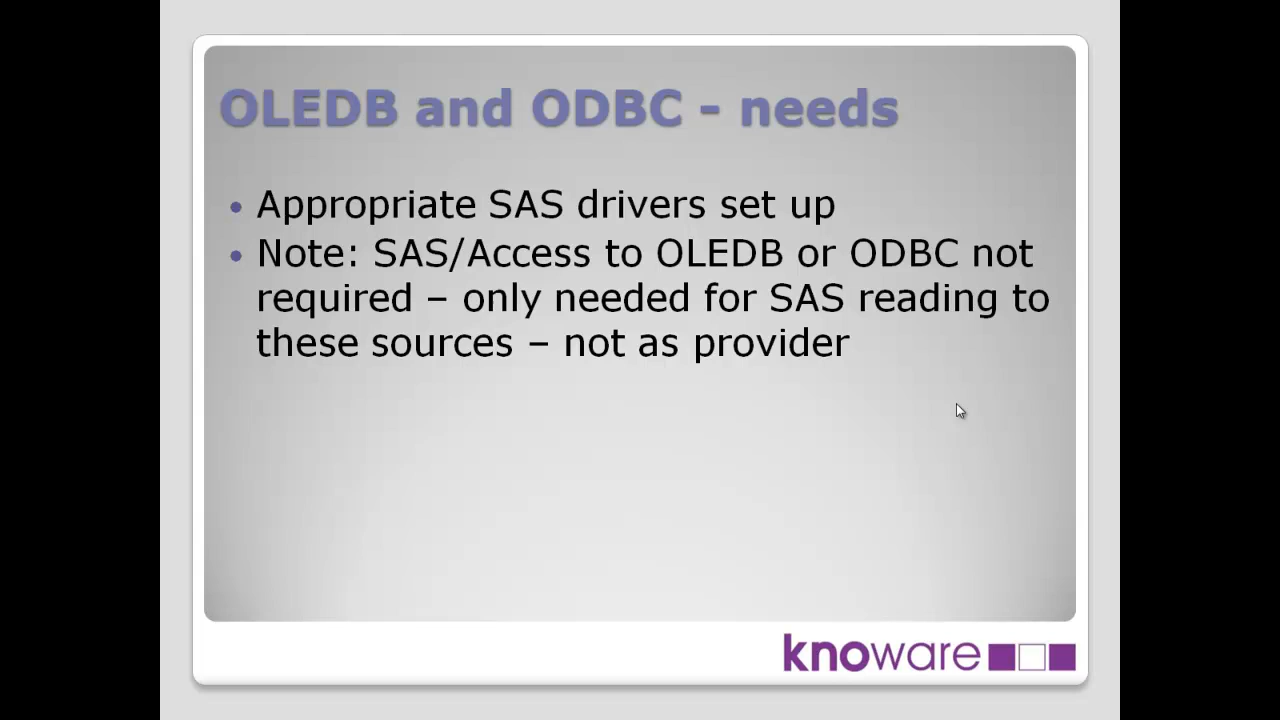 OLEDB and ODBC - needs
• Appropriate SAS drivers set up
• Note: SAS/Access to OLEDB or ODBC not
required – only needed for SAS reading to
these sources – not as provider
knoware